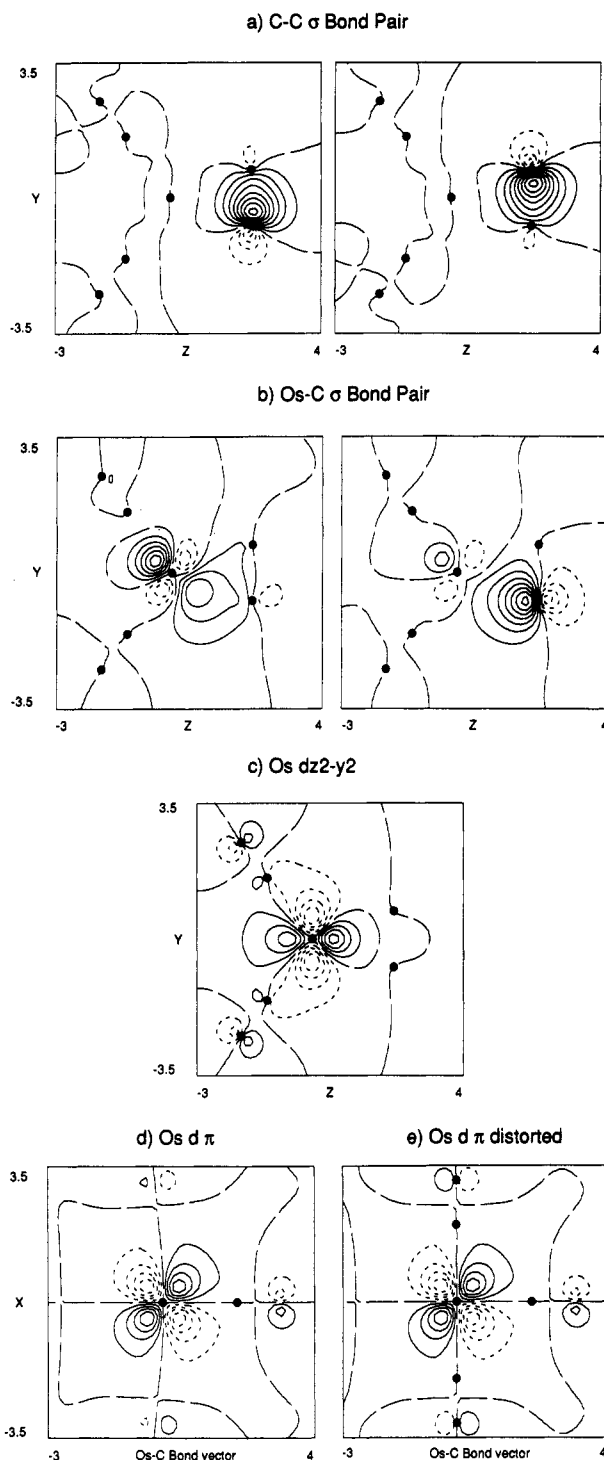 a) C-C σ Bond Pair
3.5
Y
-3.5
-3 Z 4
-3 Z 4
b) Os-C σ Bond Pair
3.5
Y
-3.5
-3 Z 4
-3 Z 4
c) Os dz2-y2
3.5
Y
-3.5
-3 Z 4
d) Os d π
e) Os d π distorted
3.5
X
-3.5
-3 Os-C Bond vector 4
-3 Os-C Bond vector 4